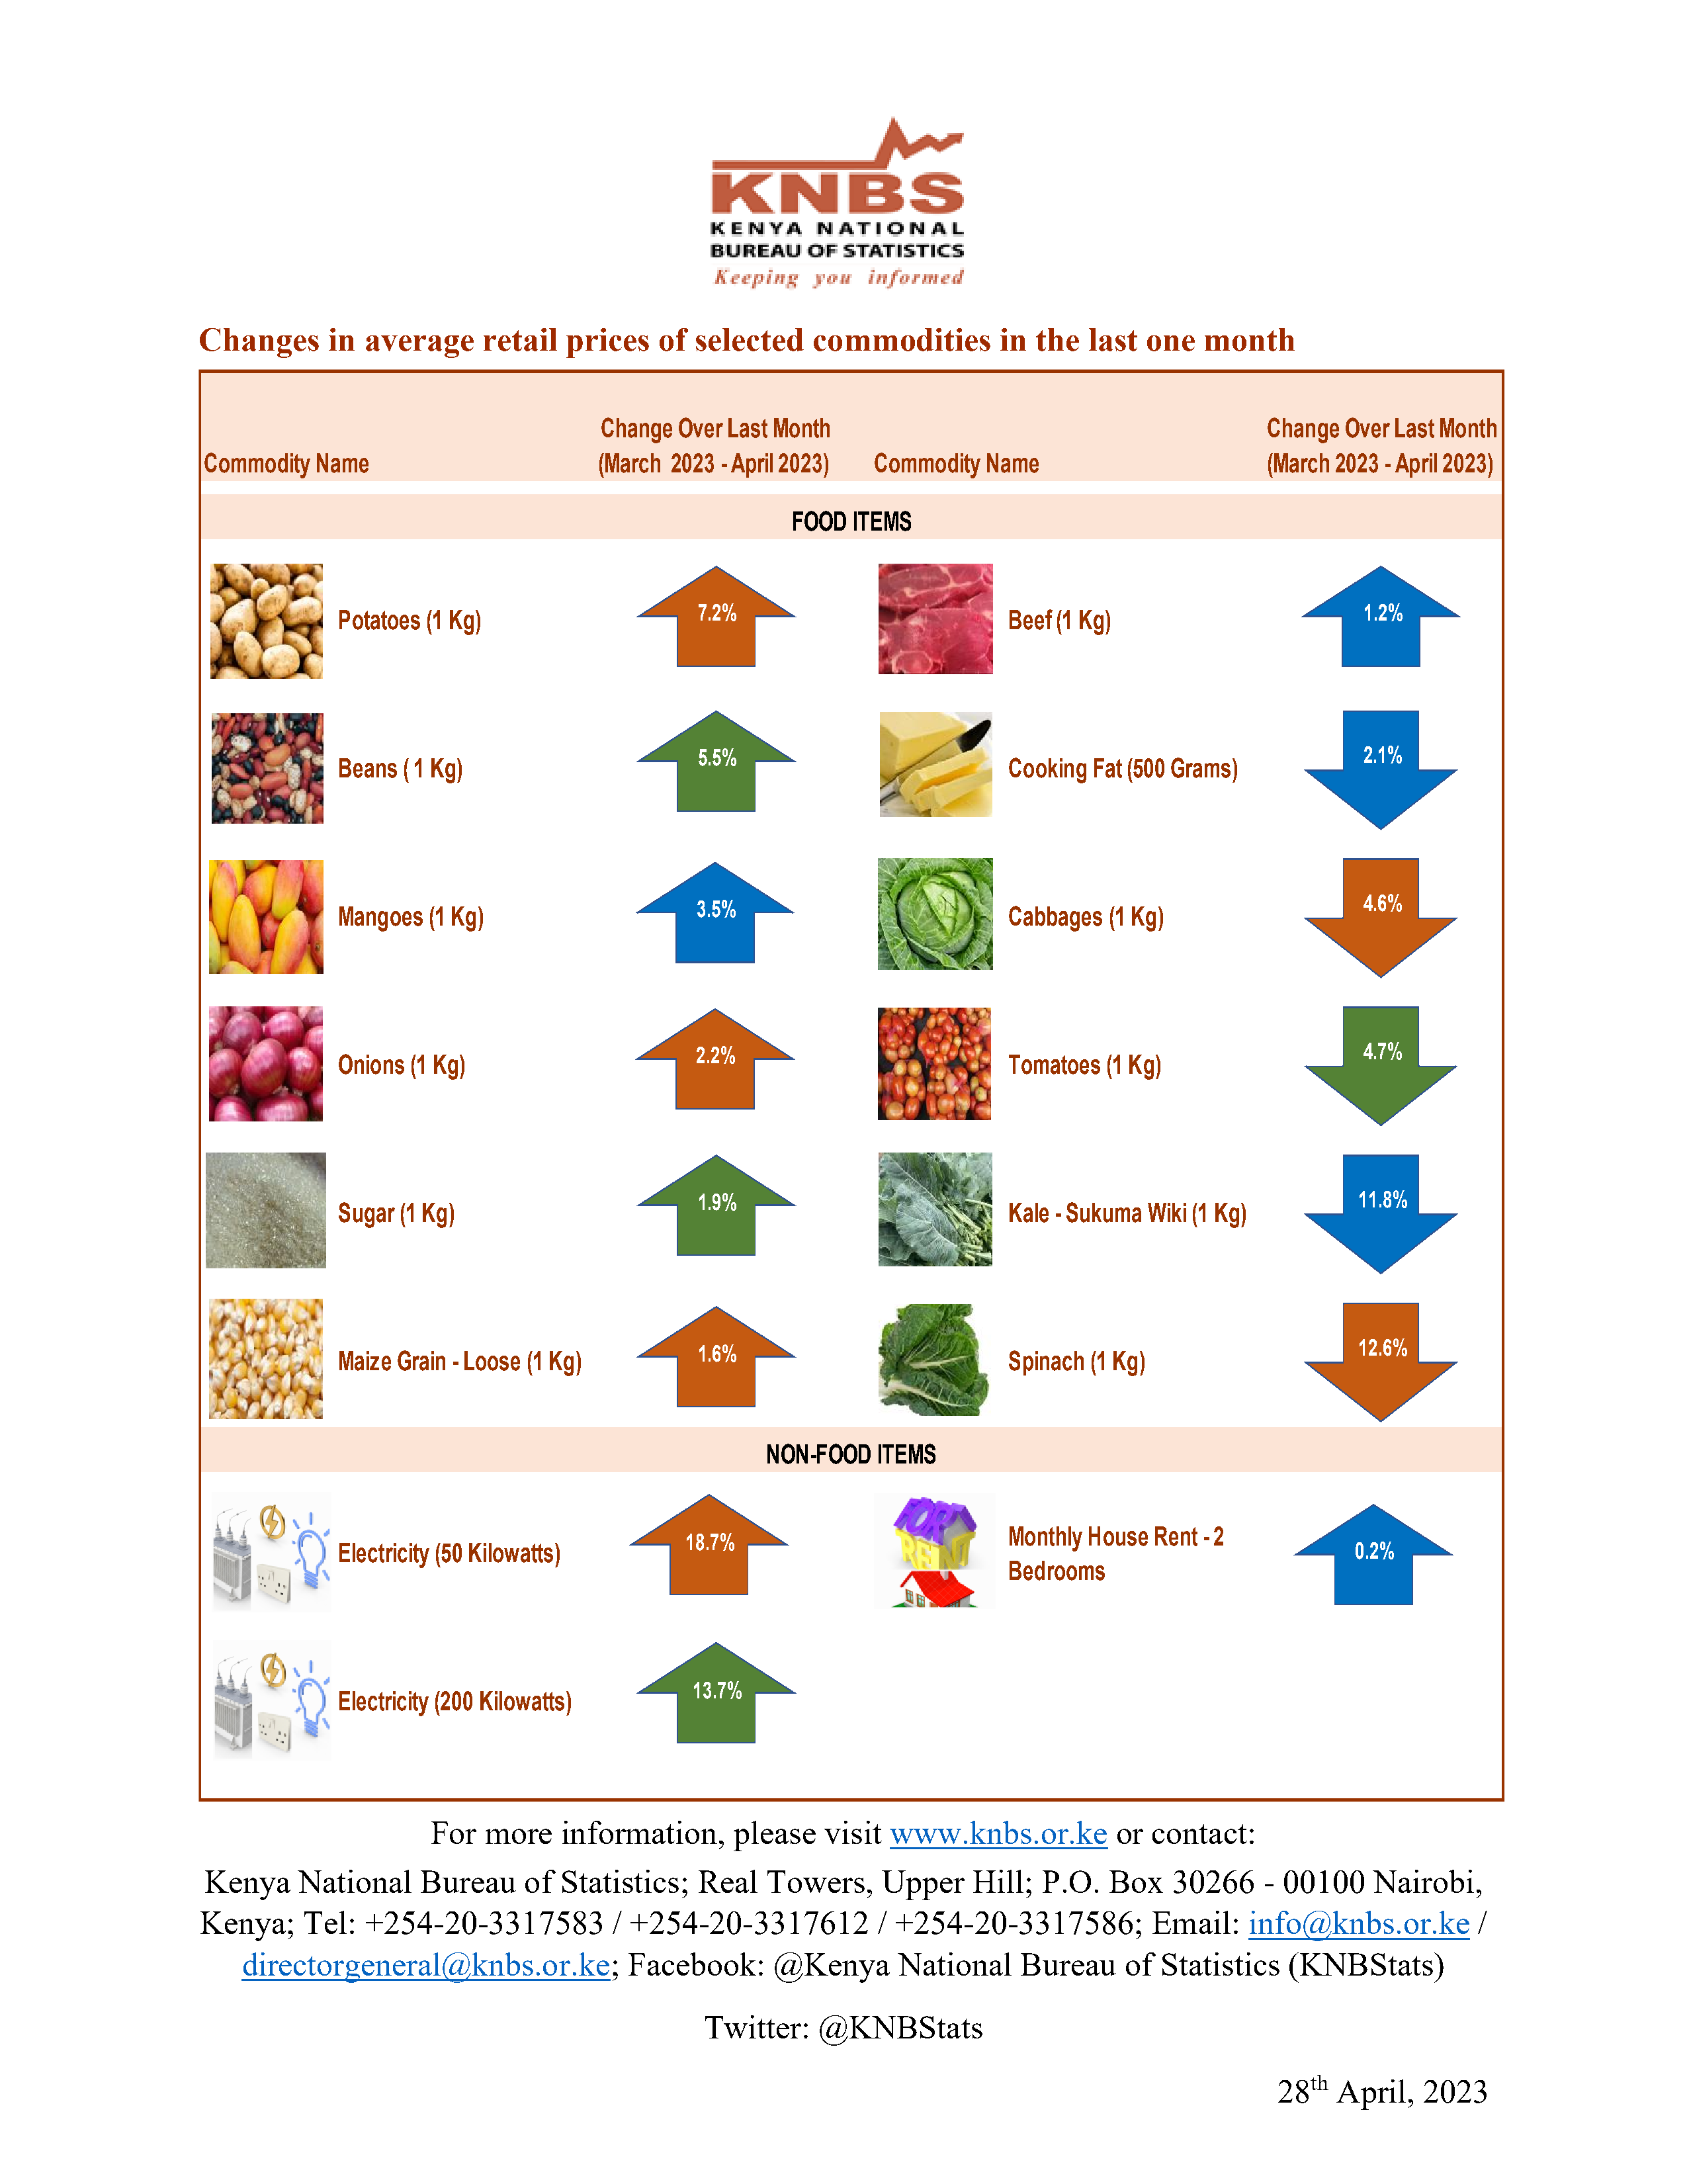 KNBS
KENYA NATIONAL
BUREAU OF STATISTICS
Keeping you informed
Changes in average retail prices of selected commodities in the last one month
Commodity Name
Change Over Last Month
(March 2023 - April 2023)
Commodity Name
Change Over Last Month
(March 2023 - April 2023)
FOOD ITEMS
Potatoes (1 Kg)
7.2%
Beef (1 Kg)
1.2%
Beans ( 1 Kg)
5.5%
Cooking Fat (500 Grams)
2.1%
Mangoes (1 Kg)
3.5%
Cabbages (1 Kg)
4.6%
Onions (1 Kg)
2.2%
Tomatoes (1 Kg)
4.7%
Sugar (1 Kg)
1.9%
Kale - Sukuma Wiki (1 Kg)
11.8%
Maize Grain - Loose (1 Kg)
1.6%
Spinach (1 Kg)
12.6%
NON-FOOD ITEMS
Electricity (50 Kilowatts)
18.7%
FOR
RENT
Monthly House Rent - 2
Bedrooms
0.2%
Electricity (200 Kilowatts)
13.7%
For more information, please visit www.knbs.or.ke or contact:
Kenya National Bureau of Statistics; Real Towers, Upper Hill; P.O. Box 30266 - 00100 Nairobi,
Kenya; Tel: +254-20-3317583 / +254-20-3317612 / +254-20-3317586; Email: info@knbs.or.ke /
directorgeneral@knbs.or.ke; Facebook: @Kenya National Bureau of Statistics (KNBStats)
Twitter: @KNBStats
28th April, 2023